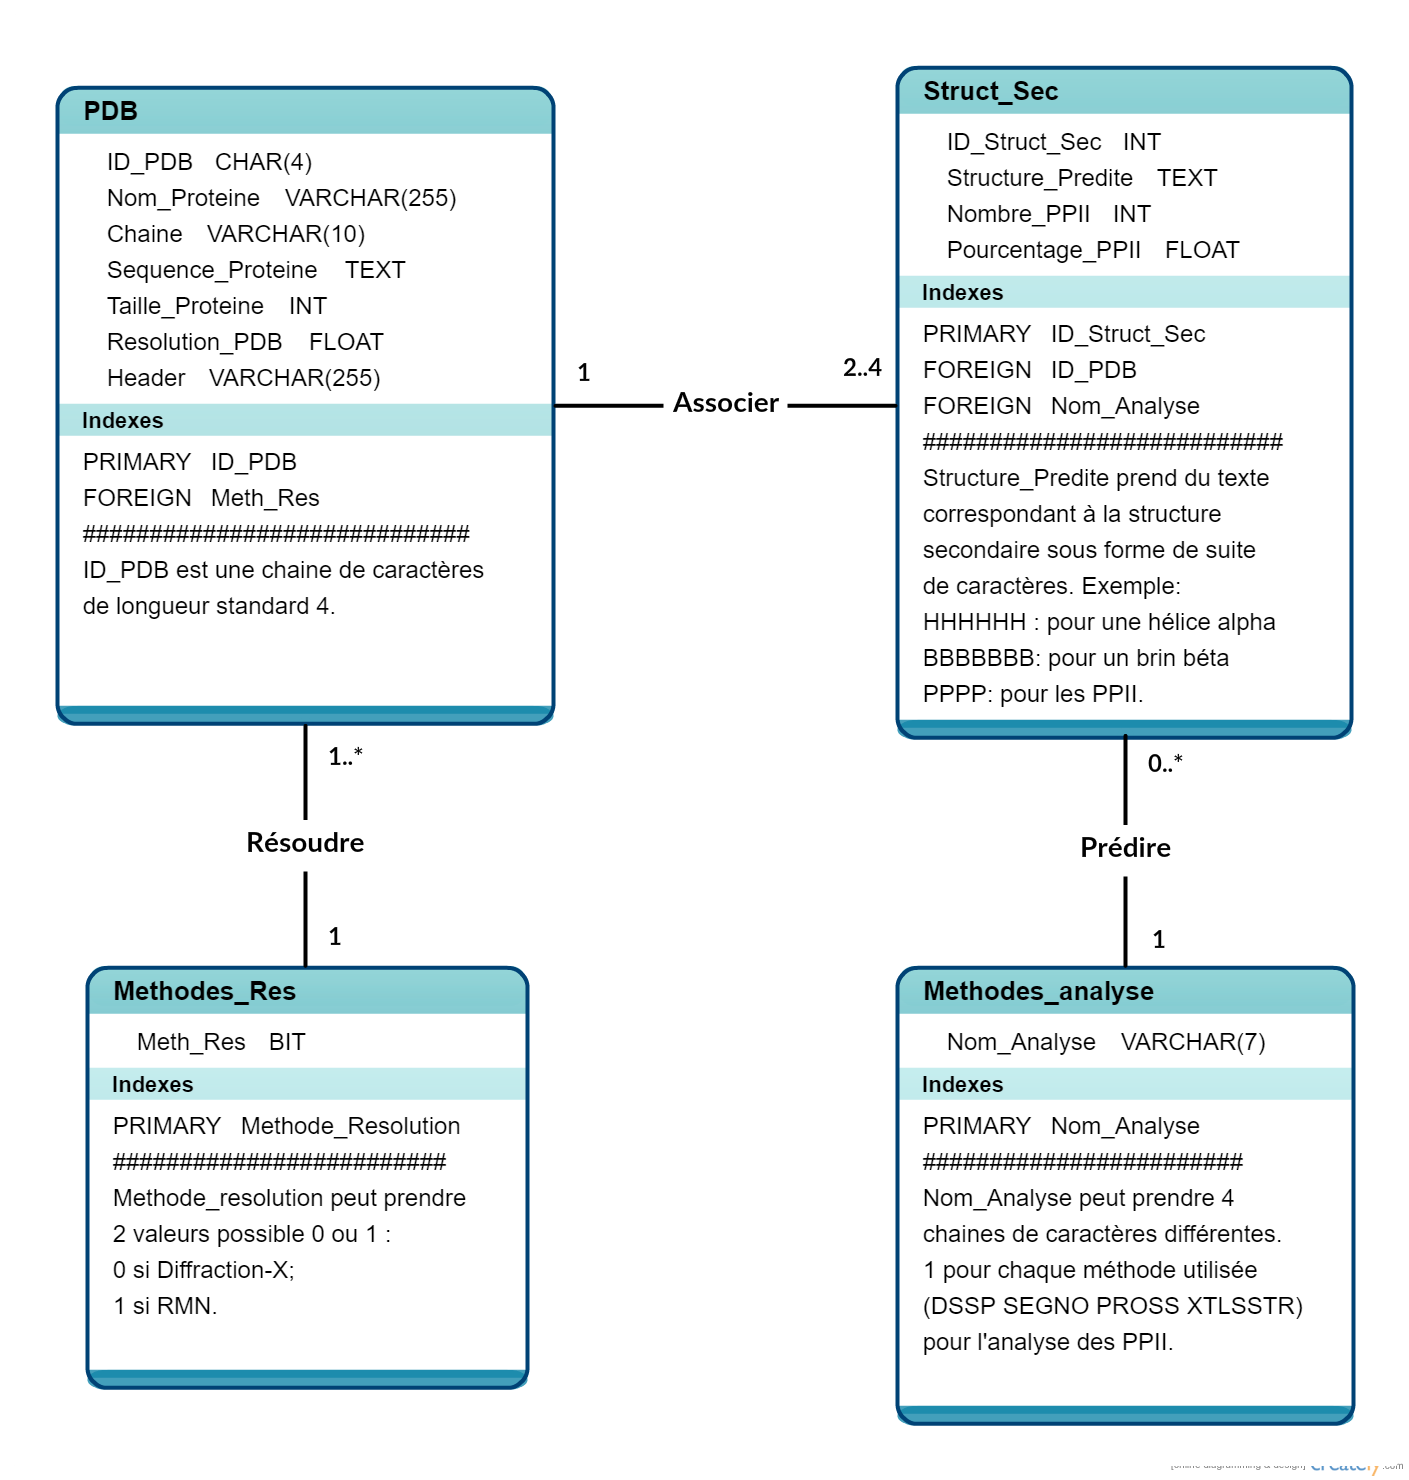 PDB
ID_PDB CHAR(4)
Nom_Proteine VARCHAR(255)
Chaine VARCHAR(10)
Sequence_Proteine TEXT
Taille_Proteine INT
Resolution_PDB FLOAT
Header VARCHAR(255)
Indexes
PRIMARY ID_PDB
FOREIGN Meth_Res
#############################
ID_PDB est une chaine de caractères
de longueur standard 4.
1
Associer
2..4
Struct_Sec
ID_Struct_Sec INT
Structure_Predite TEXT
Nombre_PPII INT
Pourcentage_PPII FLOAT
Indexes
PRIMARY ID_Struct_Sec
FOREIGN ID_PDB
FOREIGN Nom_Analyse
###########################
Structure_Predite prend du texte
correspondant à la structure
secondaire sous forme de suite
de caractères. Exemple:
HHHHHH : pour une hélice alpha
BBBBBBB: pour un brin béta
PPPP: pour les PPII.
1..*
Résoudre
1
0..*
Prédire
1
Methodes_Res
Meth_Res BIT
Indexes
PRIMARY Methode_Resolution
#########################
Methode_resolution peut prendre
2 valeurs possible 0 ou 1 :
0 si Diffraction-X;
1 si RMN.
Methodes_analyse
Nom_Analyse VARCHAR(7)
Indexes
PRIMARY Nom_Analyse
########################
Nom_Analyse peut prendre 4
chaines de caractères différentes.
1 pour chaque méthode utilisée
(DSSP SEGNO PROSS XTLSSTR)
pour l'analyse des PPII.
[online diagramming & design] creately.com